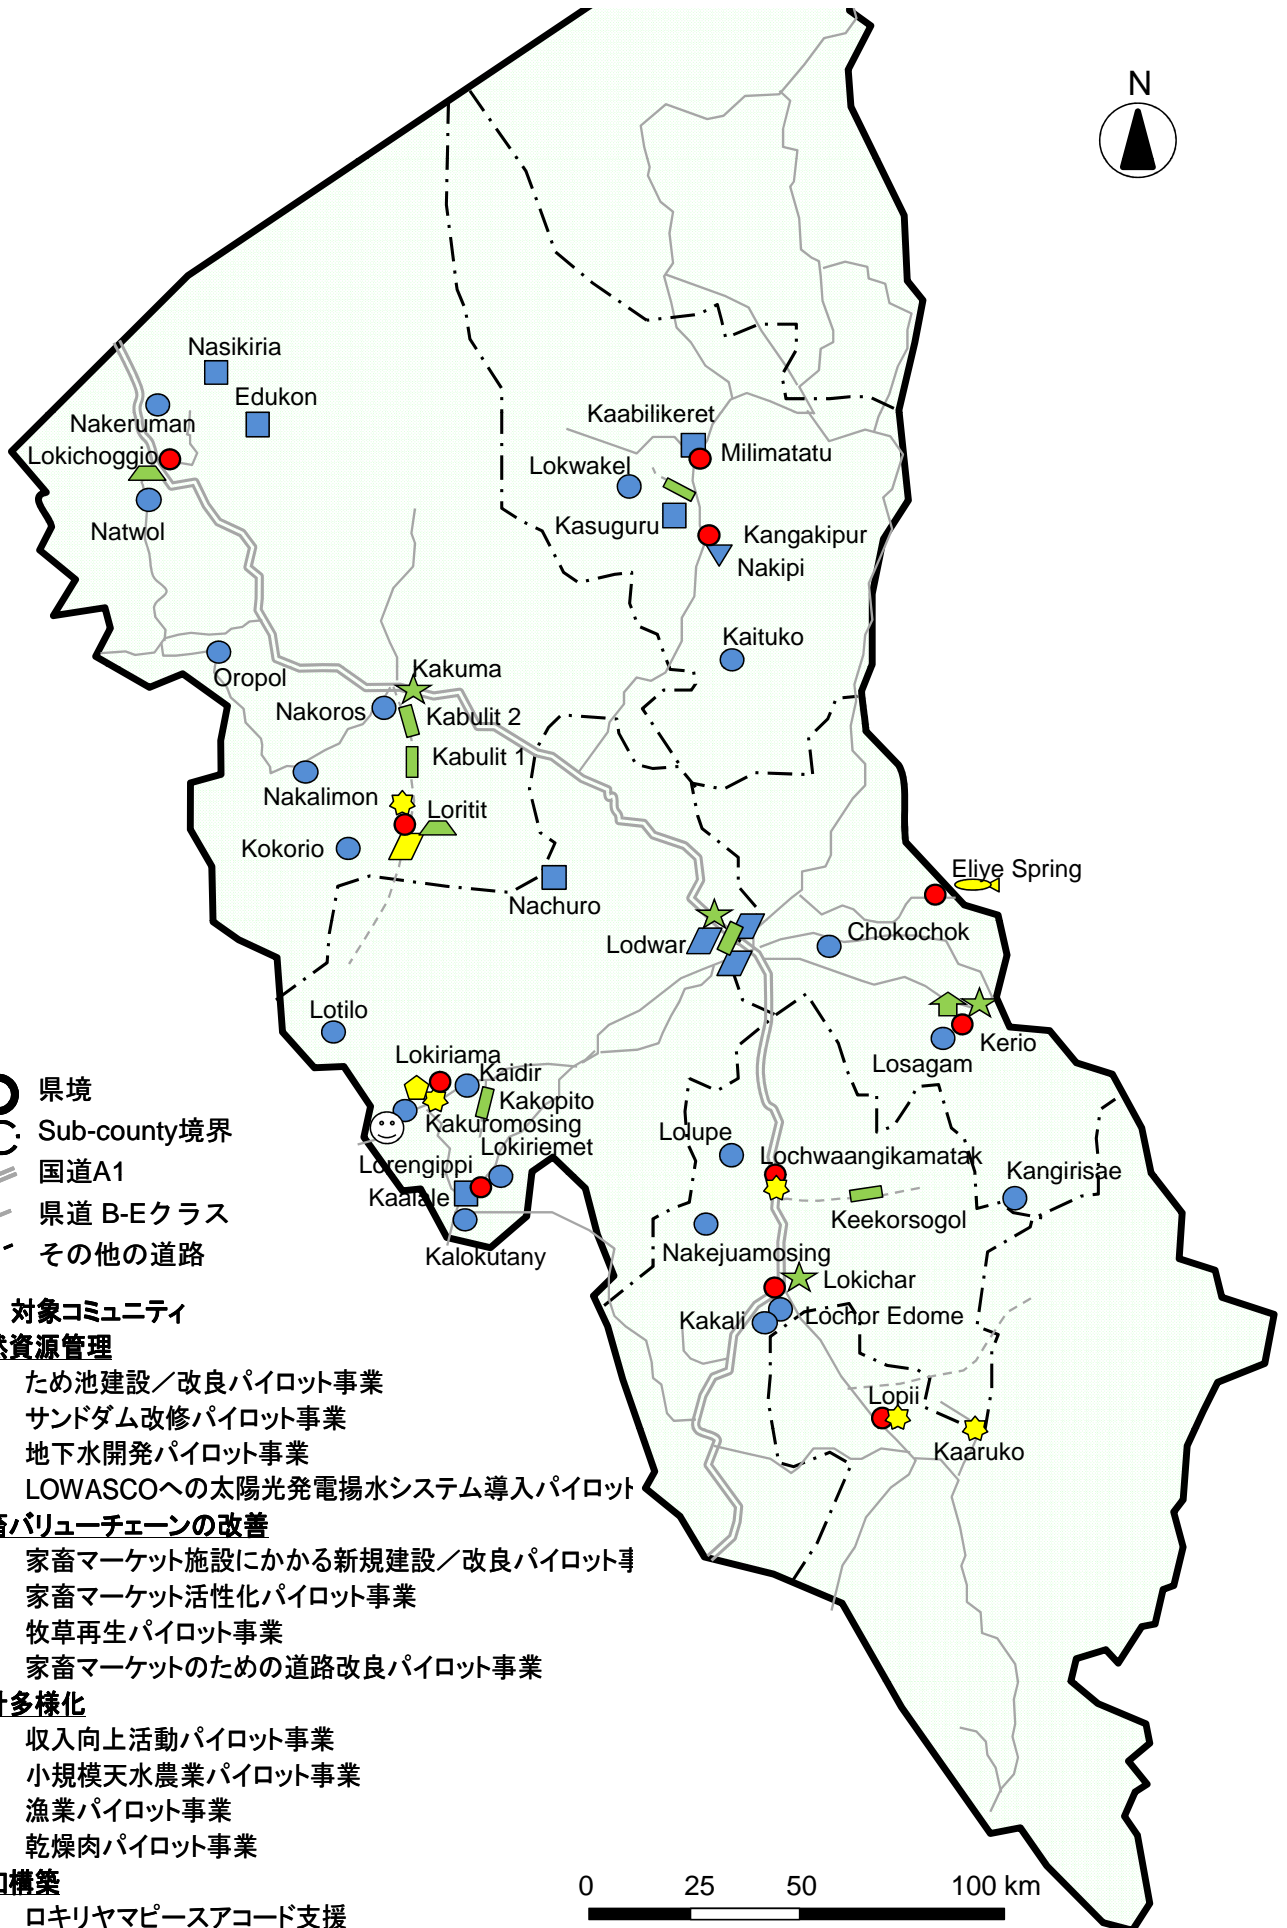 N
Nasikiria
Edukon
Nakeruman
Lokichoggio
Natwol
Kaabilikeret
Milimatatu
Lokwakel
Kasuguru
Kangakipur
Nakipi
Kaituko
Oropol
Kakuma
Nakoros
Kabulit 2
Kabulit 1
Nakalimon
Loritit
Kokorio
Nachuro
Eliye Spring
Lodwar
Chokochok
Lotilo
Losagam
Kerio
Lokiriama
Kaidir
Kakopito
Kakuromosing
Lokiriemet
Lorengippi
Kaalale
Kalokutany
Lolupe
Lochwaangikamatak
Kangirisae
Keekorsogol
Nakejuamosing
Lokichar
Kakali
Lochor Edome
Lopii
Kaaruko
県境
Sub-county境界
国道A1
県道 B-Eクラス
その他の道路
対象コミュニティ
然資源管理
ため池建設／改良パイロット事業
サンドダム改修パイロット事業
地下水開発パイロット事業
LOWASCOへの太陽光発電揚水システム導入パイロット
畜バリューチェーンの改善
家畜マーケット施設にかかる新規建設／改良パイロット事
家畜マーケット活性化パイロット事業
牧草再生パイロット事業
家畜マーケットのための道路改良パイロット事業
計多様化
収入向上活動パイロット事業
小規模天水農業パイロット事業
漁業パイロット事業
乾燥肉パイロット事業
構築
ロキリヤマピースアコード支援
0 25 50 100 km